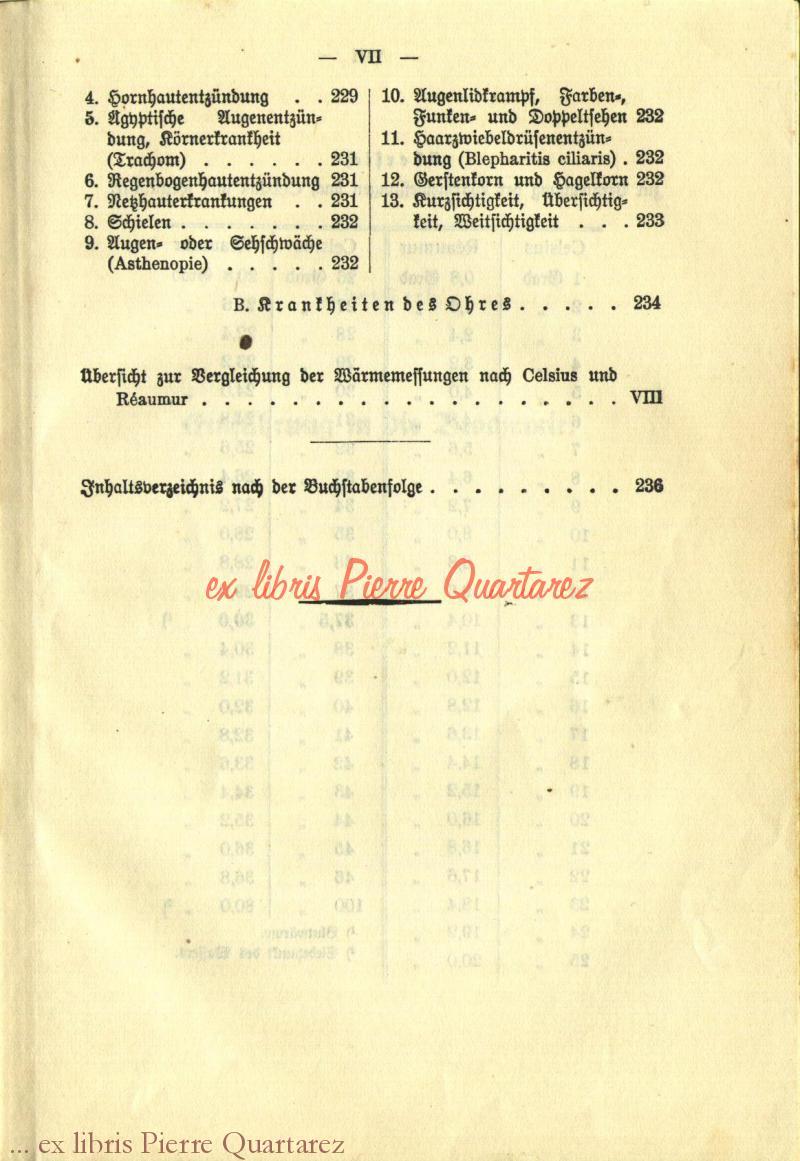 — VII —
4. Hornhautentzündung . . 229
5. Ägyptische Augenentzün-
dung, Körnerkrankheit
(Trachom) . . . . . . 231
6. Regenbogenhautentzündung 231
7. Netzhauterkrankungen . . 231
8. Schielen . . . . . . . 232
9. Augen- oder Sehschwäche
(Asthenopie) . . . . . 232
10. Augenlidkrampf, Farben-,
Funken- und Doppeltsehen 232
11. Haarzwiebeldrüsenentzün-
dung (Blepharitis ciliaris) . 232
12. Gerstenkorn und Hagelkorn 232
13. Kurzsichtigkeit, Übersichtig-
keit, Weitsichtigkeit . . . 233
B. Krankheiten des Ohres . . . . . 234
Übersicht zur Vergleichung der Wärmemessungen nach Celsius und
Réaumur . . . . . . . . . . . . . . . . . . . VIII
Inhaltsverzeichnis nach der Buchstabenfolge . . . . . . . . . 236
ex libris Pierre Quartarez
... ex libris Pierre Quartarez